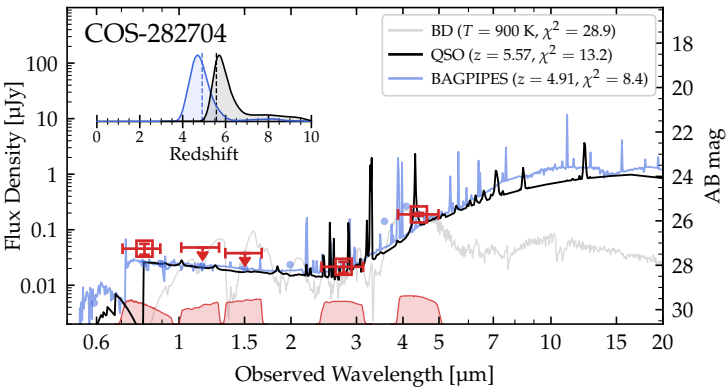 COS-282704
BD (T = 900 K, χ² = 28.9)
QSO (z = 5.57, χ² = 13.2)
BAGPIPES (z = 4.91, χ² = 8.4)
0 2 4 6 8 10
Redshift
100
10
1
0.1
0.01
Flux Density [µJy]
18
20
22
24
26
28
30
AB mag
0.6 1 2 3 4 5 10 15 20
Observed Wavelength [µm]